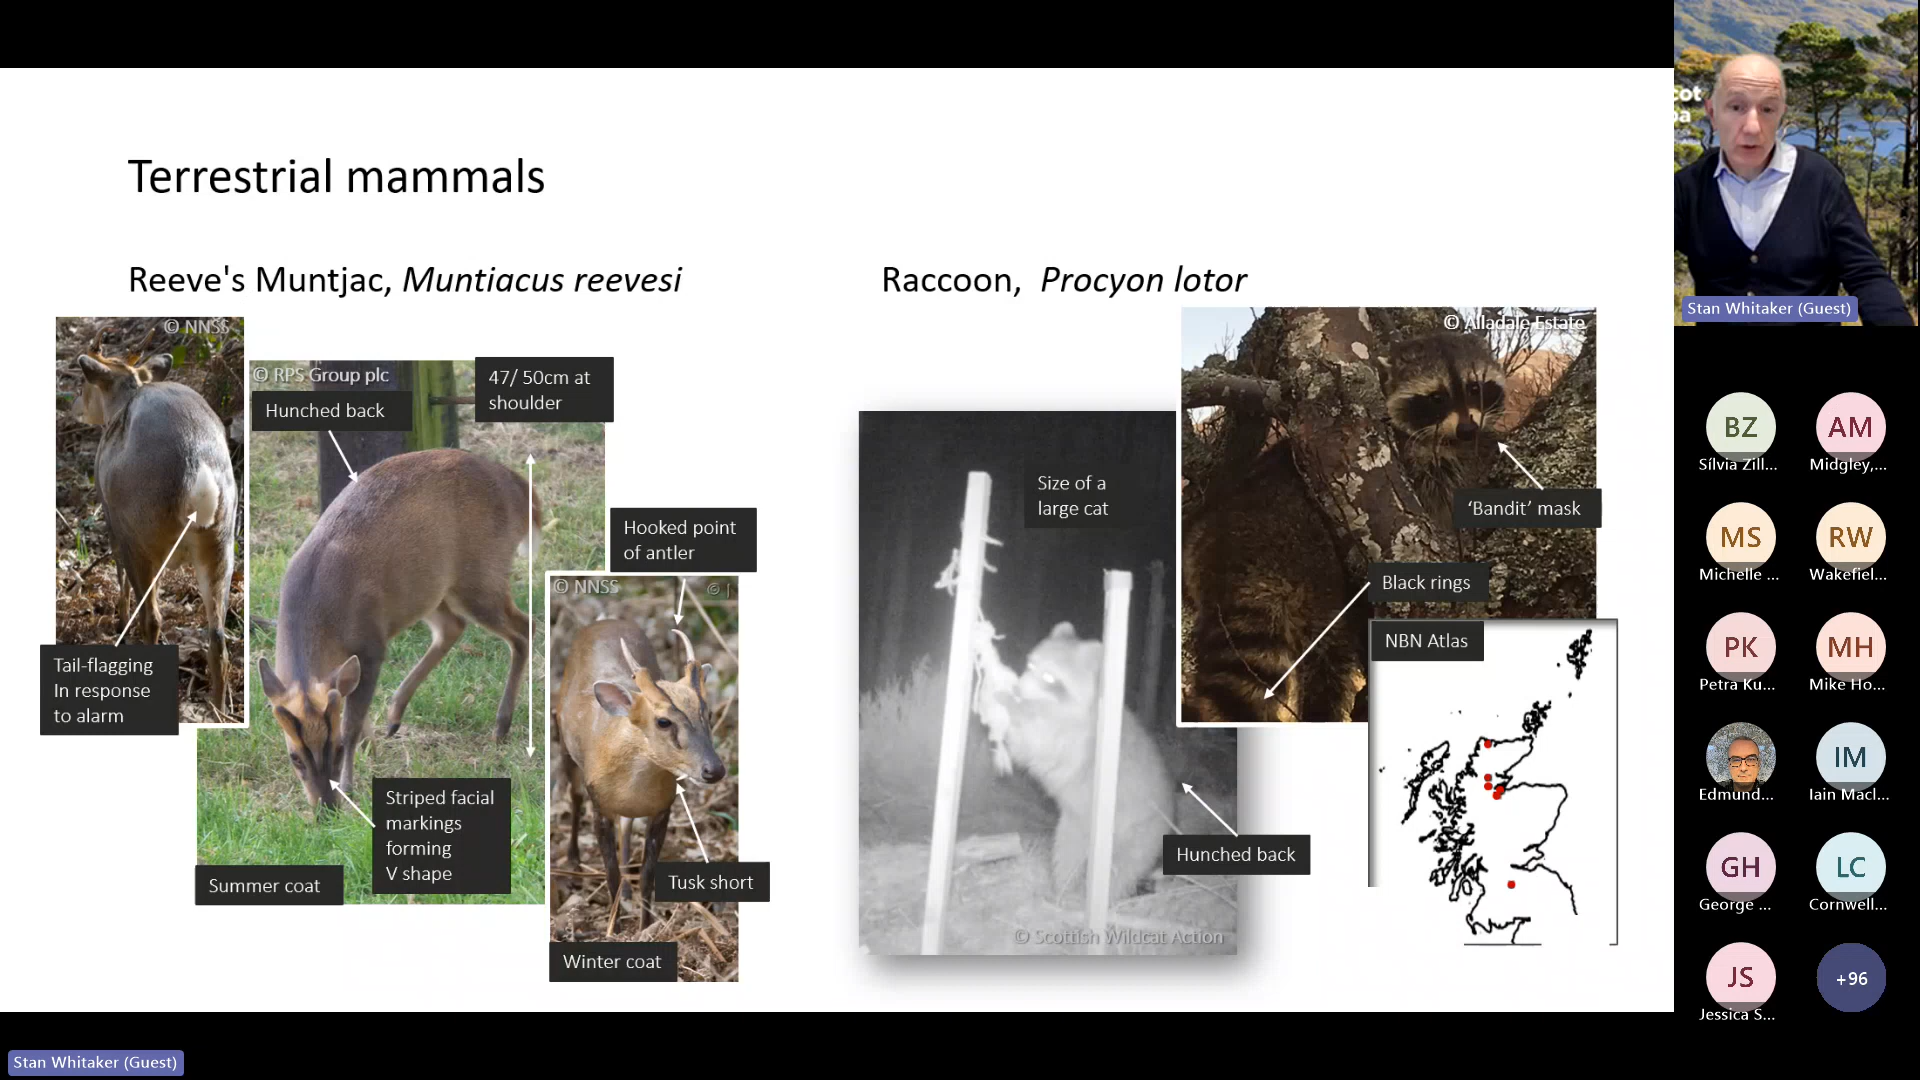 Terrestrial mammals
Reeve's Muntjac, Muntiacus reevesi
© NNSS
Tail-flagging
In response
to alarm
© RPS Group plc
Hunched back
47/ 50cm at
shoulder
Striped facial
markings
forming
V shape
Summer coat
Hooked point
of antler
© NNSS
© J
Tusk short
Winter coat
Raccoon, Procyon lotor
Size of a
large cat
© Scottish Wildcat Action
Hunched back
© Alladale Estate
‘Bandit’ mask
Black rings
NBN Atlas
cot
Stan Whitaker (Guest)
BZ
Sílvia Zill...
AM
Midgley,...
MS
Michelle ...
RW
Wakefiel...
PK
Petra Ku...
MH
Mike Ho...
Edmund...
IM
Iain Macl...
GH
George ...
LC
Cornwell...
JS
Jessica S...
+96
Stan Whitaker (Guest)